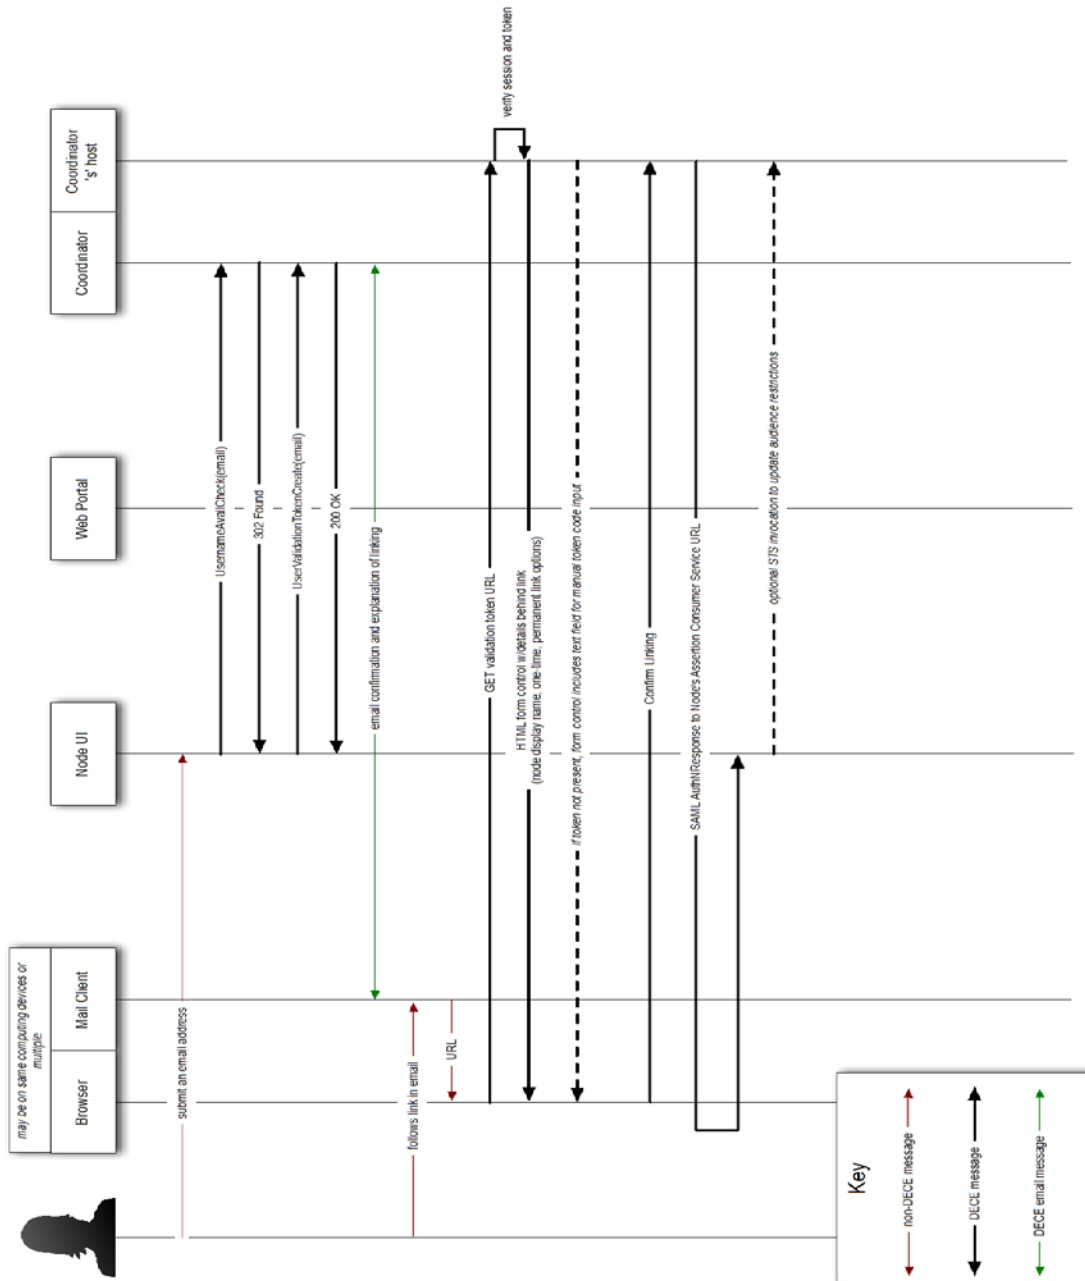 may be on same computing devices or
multiple
Browser
Mail Client
Node UI
Web Portal
Coordinator
Coordinator
's' host
submit an email address
UsernameAvailCheck(email)
302 Found
UserValidationTokenCreate(email)
200 OK
email confirmation and explanation of linking
follows link in email
URL
GET validation token URL
verify session and token
HTML form control w/details behind link
(node display name, one-time, permanent link options)
if token not present, form control includes text field for manual token code input
Confirm Linking
SAML AuthNResponse to Node's Assertion Consumer Service URL
optional STS invocation to update audience restrictions
Key
non-DECE message
DECE message
DECE email message